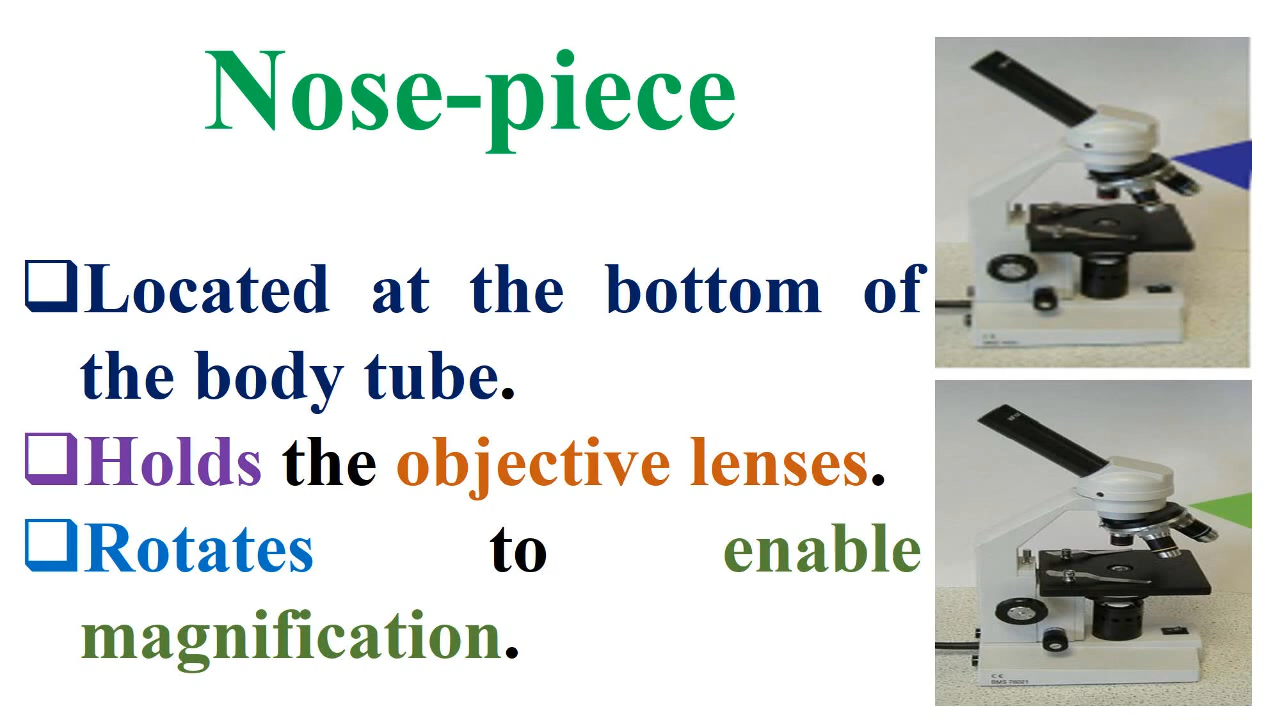 Nose-piece
❑Located at the bottom of
the body tube.
❑Holds the objective lenses.
❑Rotates to enable
magnification.